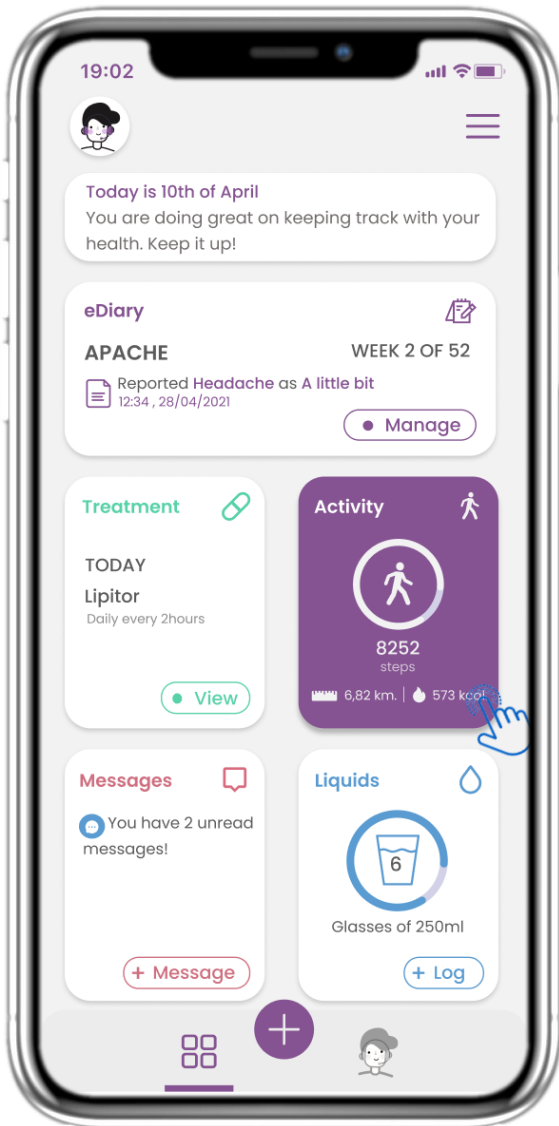 19:02
Today is 10th of April
You are doing great on keeping track with your
health. Keep it up!
eDiary
APACHE
WEEK 2 OF 52
Reported Headache as A little bit
12:34 , 28/04/2021
Manage
Treatment
TODAY
Lipitor
Daily every 2hours
View
Activity
8252
steps
6,82 km. 573 kcal
Messages
You have 2 unread
messages!
+ Message
Liquids
6
Glasses of 250ml
+ Log